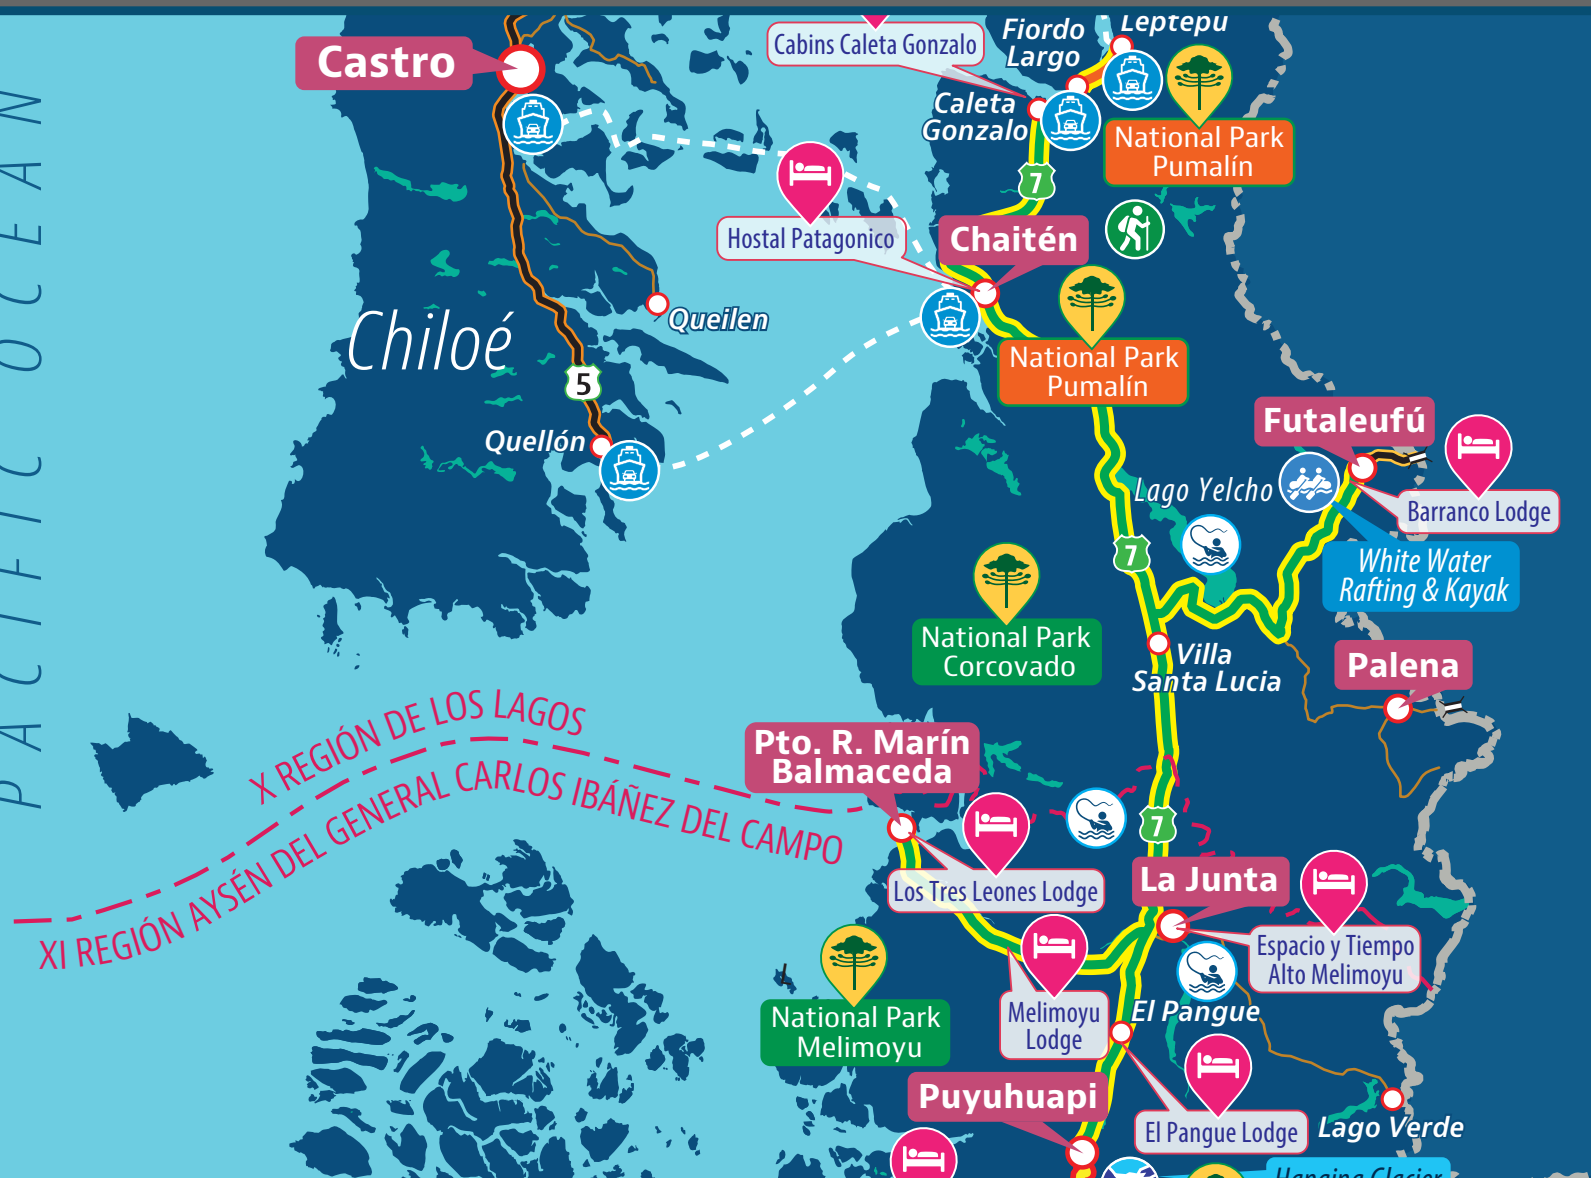 PACIFIC OCEAN
Castro
Cabins Caleta Gonzalo
Fiordo
Largo
Leptepu
Caleta
Gonzalo
National Park
Pumalín
7
Hostal Patagonico
Chaitén
Queilen
Chiloé
5
National Park
Pumalín
Quellón
Futaleufú
Lago Yelcho
Barranco Lodge
7
White Water
Rafting & Kayak
National Park
Corcovado
Villa
Santa Lucia
Palena
X REGIÓN DE LOS LAGOS
XI REGIÓN AYSÉN DEL GENERAL CARLOS IBÁÑEZ DEL CAMPO
Pto. R. Marín
Balmaceda
7
Los Tres Leones Lodge
La Junta
Espacio y Tiempo
Alto Melimoyu
National Park
Melimoyu
Melimoyu
Lodge
El Pangue
Puyuhuapi
El Pangue Lodge
Lago Verde
Hanging Glacier